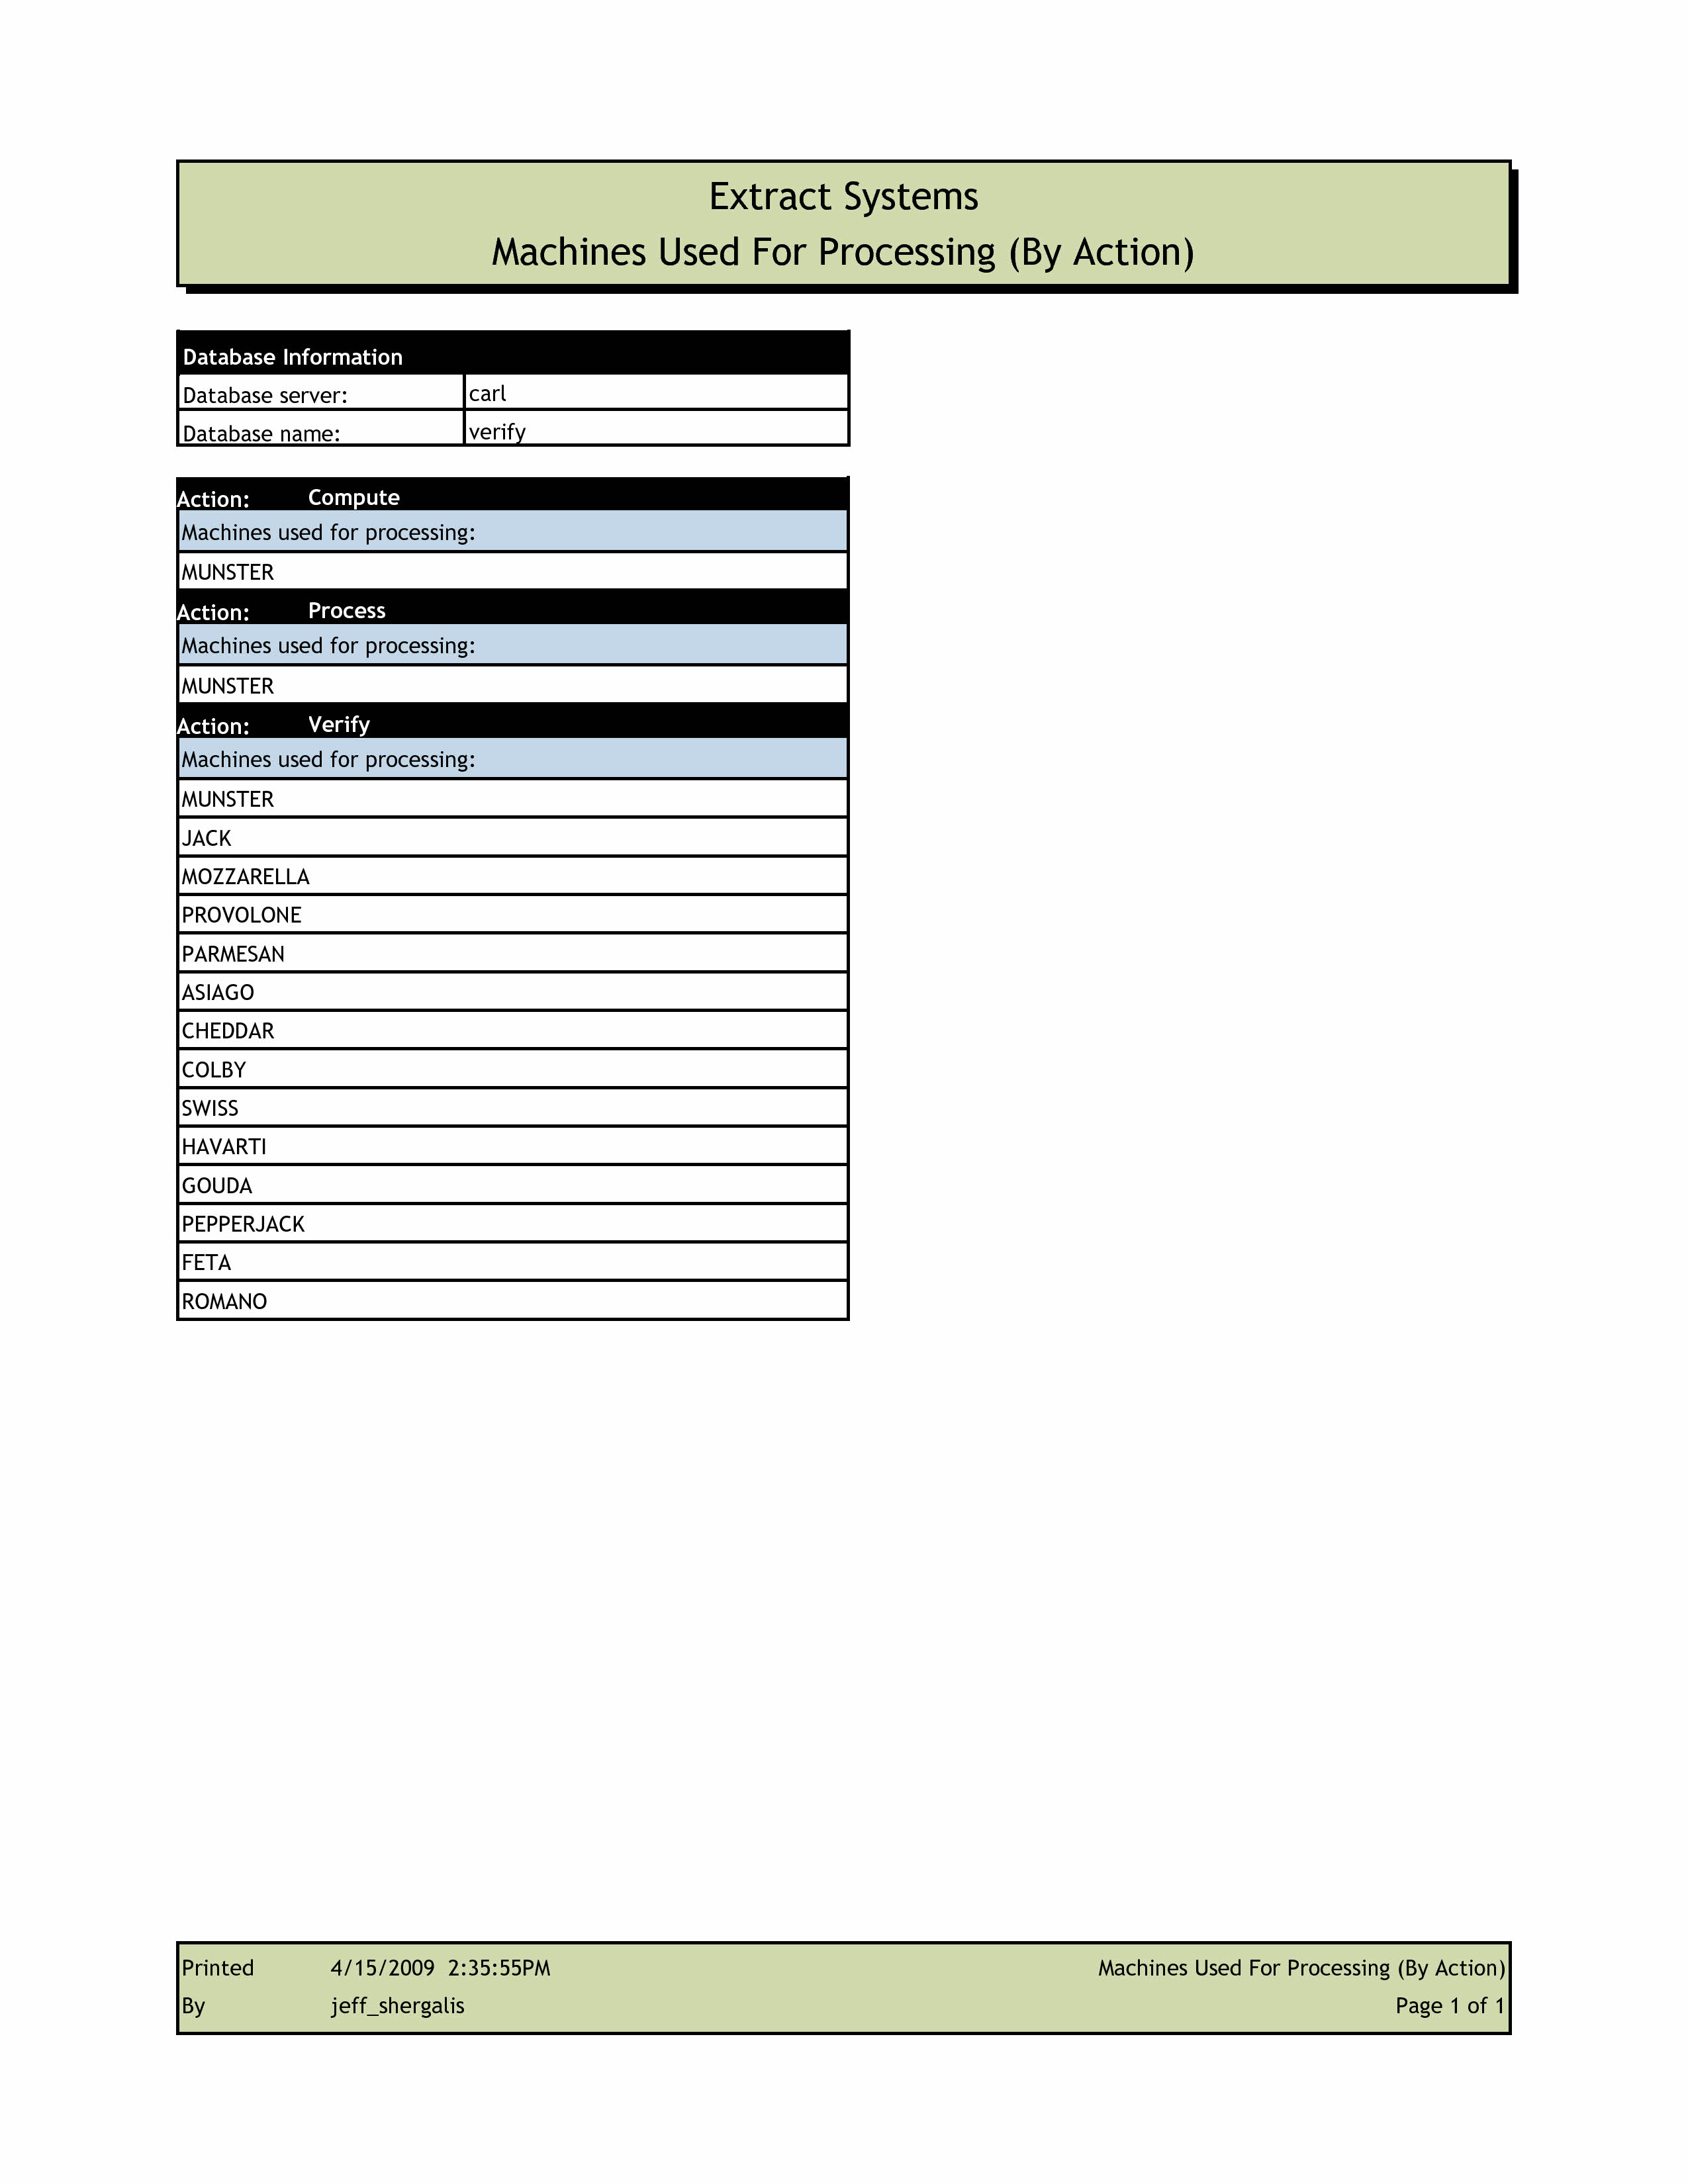 Extract Systems
Machines Used For Processing (By Action)
Database Information
Database server: carl
Database name: verify
Action: Compute
Machines used for processing:
MUNSTER
Action: Process
Machines used for processing:
MUNSTER
Action: Verify
Machines used for processing:
MUNSTER
JACK
MOZZARELLA
PROVOLONE
PARMESAN
ASIAGO
CHEDDAR
COLBY
SWISS
HAVARTI
GOUDA
PEPPERJACK
FETA
ROMANO
Printed 4/15/2009 2:35:55PM Machines Used For Processing (By Action)
By jeff_shergalis Page 1 of 1